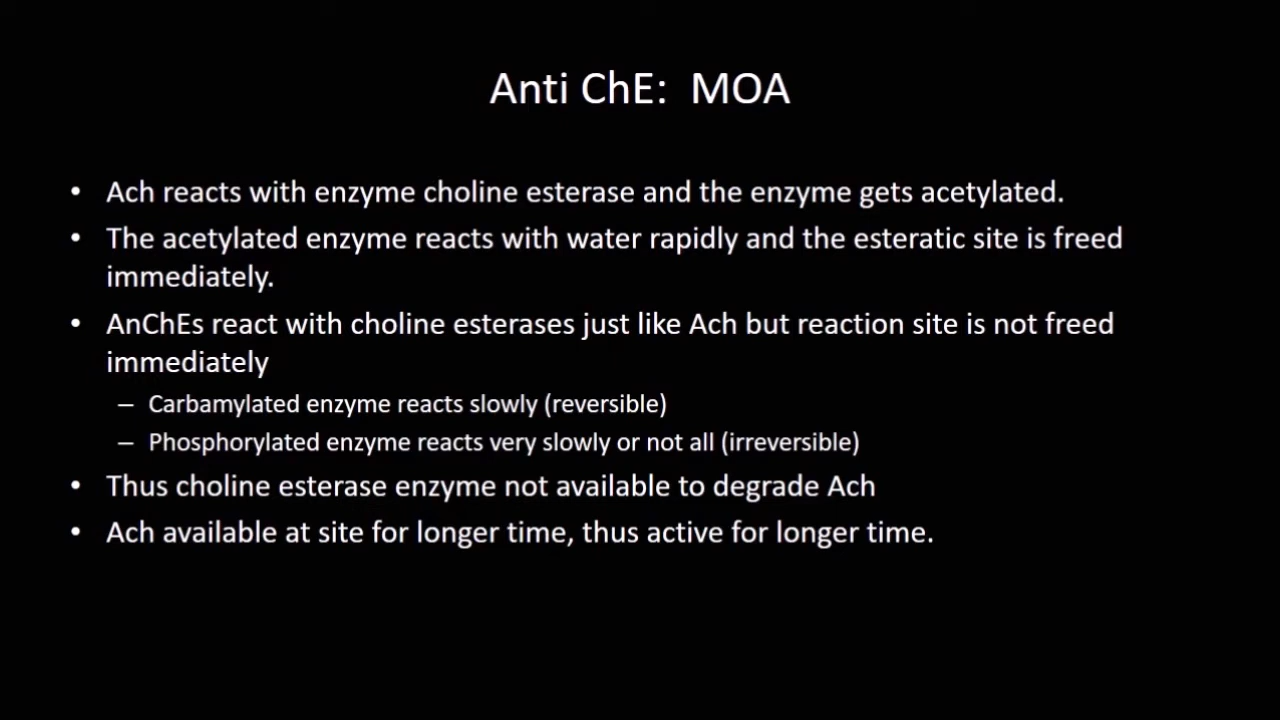 Anti ChE: MOA
• Ach reacts with enzyme choline esterase and the enzyme gets acetylated.
• The acetylated enzyme reacts with water rapidly and the esteratic site is freed
immediately.
• AnChEs react with choline esterases just like Ach but reaction site is not freed
immediately
– Carbamylated enzyme reacts slowly (reversible)
– Phosphorylated enzyme reacts very slowly or not all (irreversible)
• Thus choline esterase enzyme not available to degrade Ach
• Ach available at site for longer time, thus active for longer time.